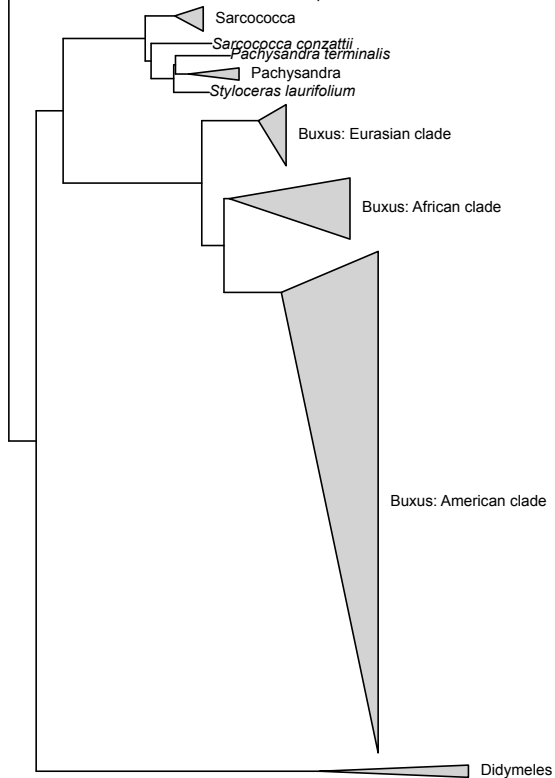 Sarcococca
Sarcococca conzattii
Pachysandra terminalis
Pachysandra
Styloceras laurifolium
Buxus: Eurasian clade
Buxus: African clade
Buxus: American clade
Didymeles